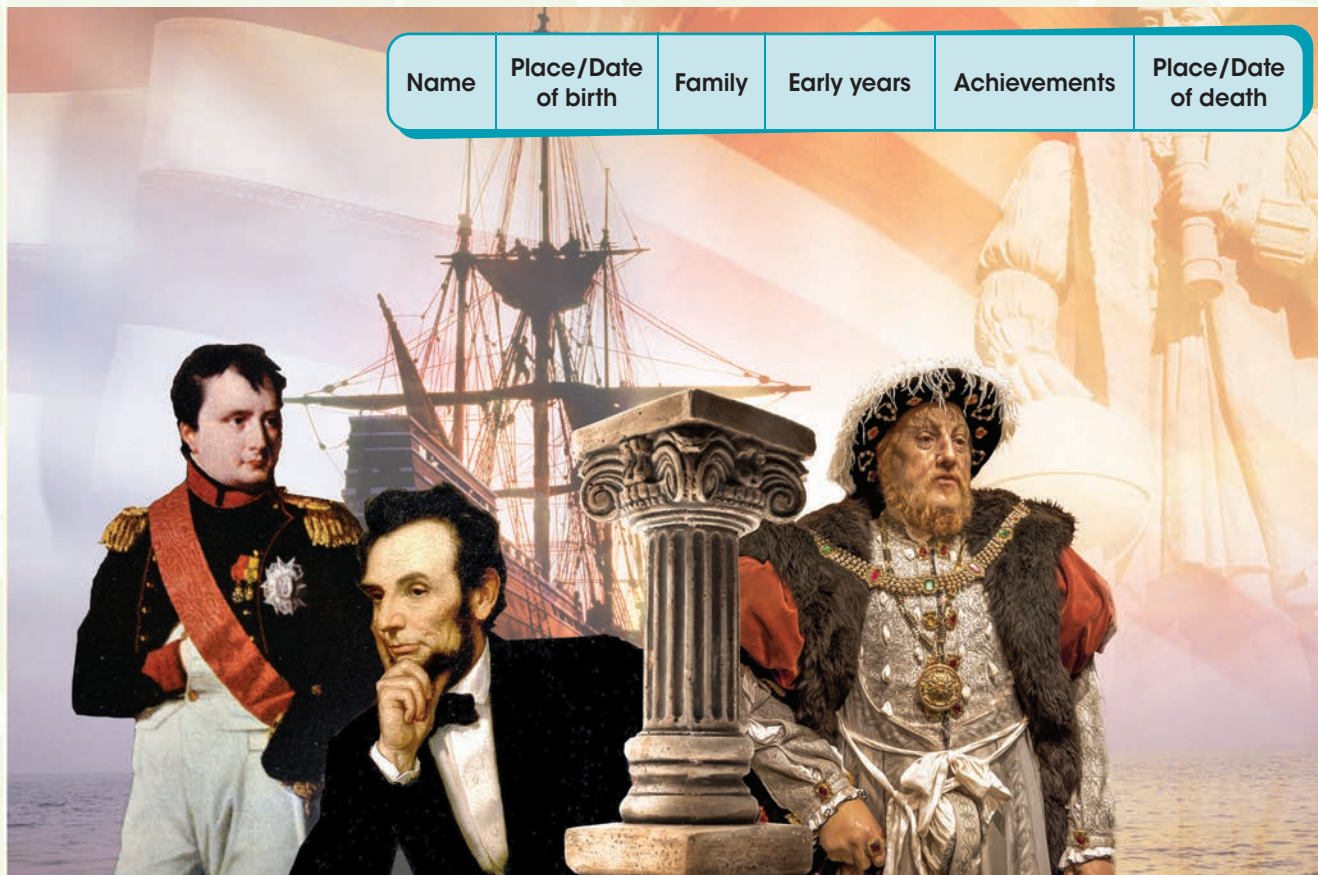 Name
Place/Date
of birth
Family
Early years
Achievements
Place/Date
of death